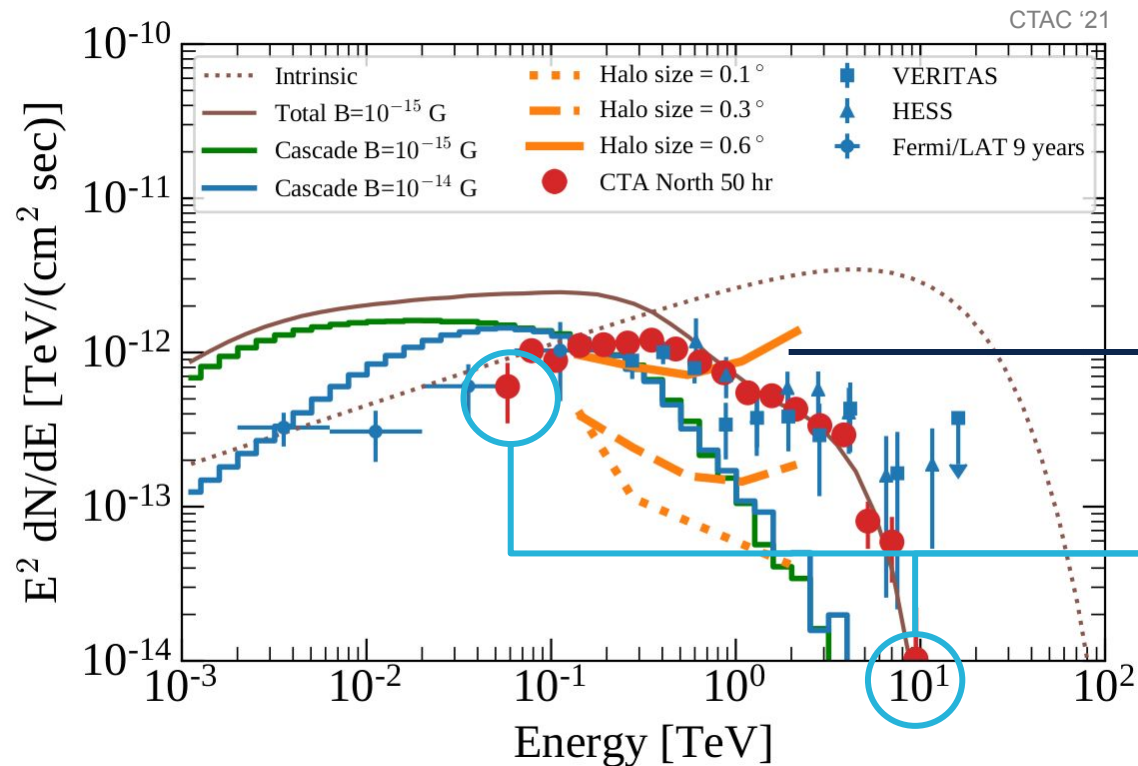 CTAC ‘21
Intrinsic
Total B=10⁻¹⁵ G
Cascade B=10⁻¹⁵ G
Cascade B=10⁻¹⁴ G
Halo size = 0.1°
Halo size = 0.3°
Halo size = 0.6°
CTA North 50 hr
VERITAS
HESS
Fermi/LAT 9 years
E² dN/dE [TeV/(cm² sec)]
10⁻¹⁰
10⁻¹¹
10⁻¹²
10⁻¹³
10⁻¹⁴
10⁻³ 10⁻² 10⁻¹ 10⁰ 10¹ 10²
Energy [TeV]